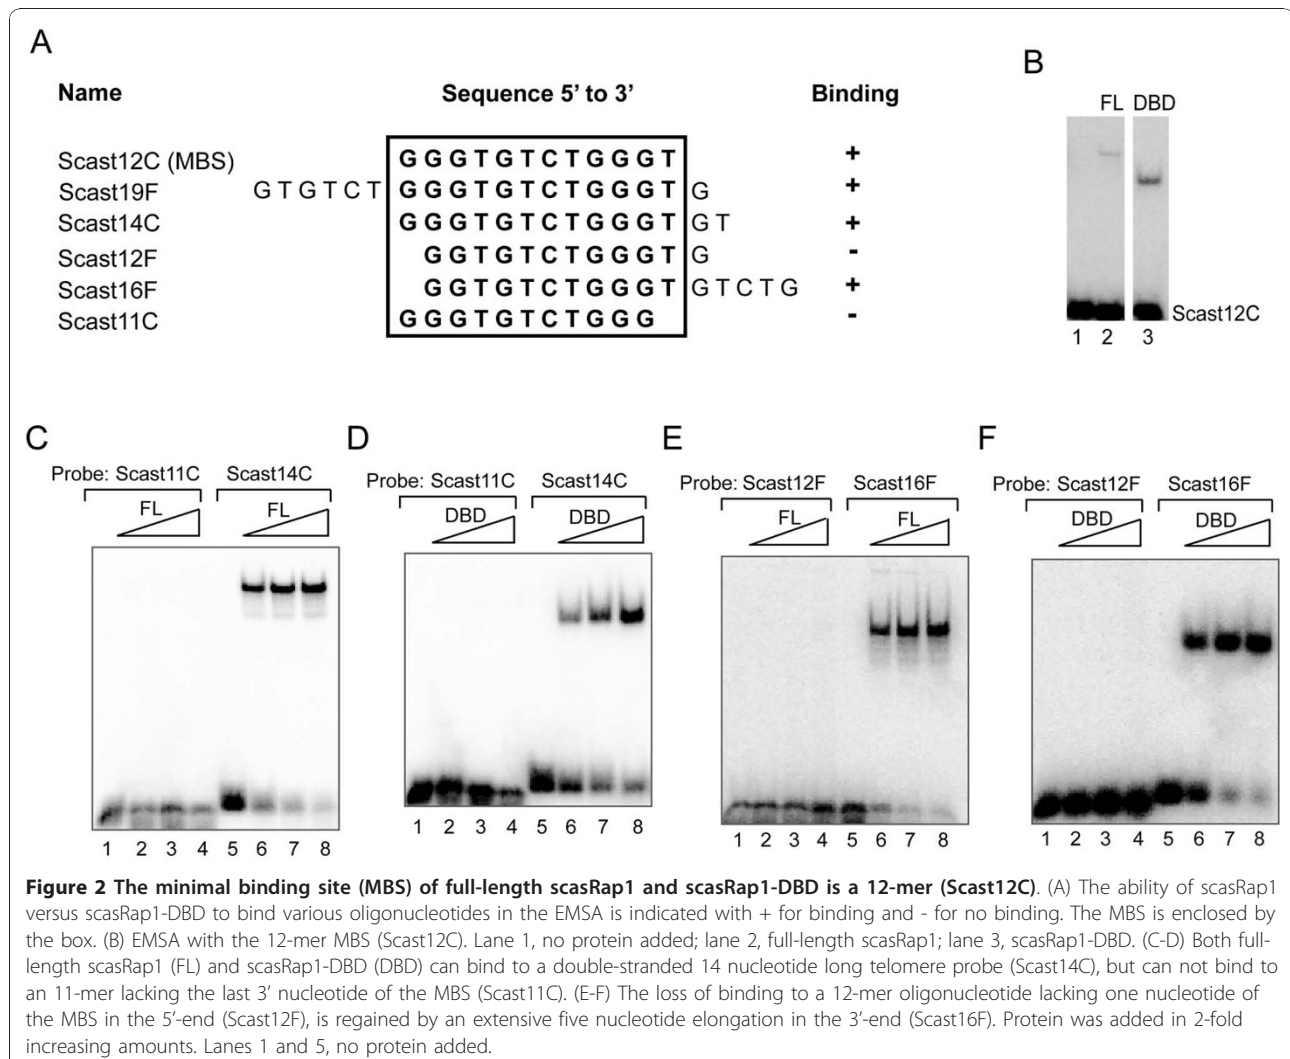 A
Name Sequence 5’ to 3’ Binding
Scast12C (MBS) GGGTGTCTGGGT +
Scast19F GTGTCTGGGTGTCTGGGTG +
Scast14C GGGTGTCTGGGTGT +
Scast12F GGTGTCTGGGTG -
Scast16F GGTGTCTGGGTGTCTG +
Scast11C GGGTGTCTGGG -
B
FL DBD
Scast12C
1 2 3
C
Probe: Scast11C Scast14C
FL FL
1 2 3 4 5 6 7 8
D
Probe: Scast11C Scast14C
DBD DBD
1 2 3 4 5 6 7 8
E
Probe: Scast12F Scast16F
FL FL
1 2 3 4 5 6 7 8
F
Probe: Scast12F Scast16F
DBD DBD
1 2 3 4 5 6 7 8
Figure 2 The minimal binding site (MBS) of full-length scasRap1 and scasRap1-DBD is a 12-mer (Scast12C). (A) The ability of scasRap1
versus scasRap1-DBD to bind various oligonucleotides in the EMSA is indicated with + for binding and - for no binding. The MBS is enclosed by
the box. (B) EMSA with the 12-mer MBS (Scast12C). Lane 1, no protein added; lane 2, full-length scasRap1; lane 3, scasRap1-DBD. (C-D) Both full-
length scasRap1 (FL) and scasRap1-DBD (DBD) can bind to a double-stranded 14 nucleotide long telomere probe (Scast14C), but can not bind to
an 11-mer lacking the last 3’ nucleotide of the MBS (Scast11C). (E-F) The loss of binding to a 12-mer oligonucleotide lacking one nucleotide of
the MBS in the 5’-end (Scast12F), is regained by an extensive five nucleotide elongation in the 3’-end (Scast16F). Protein was added in 2-fold
increasing amounts. Lanes 1 and 5, no protein added.